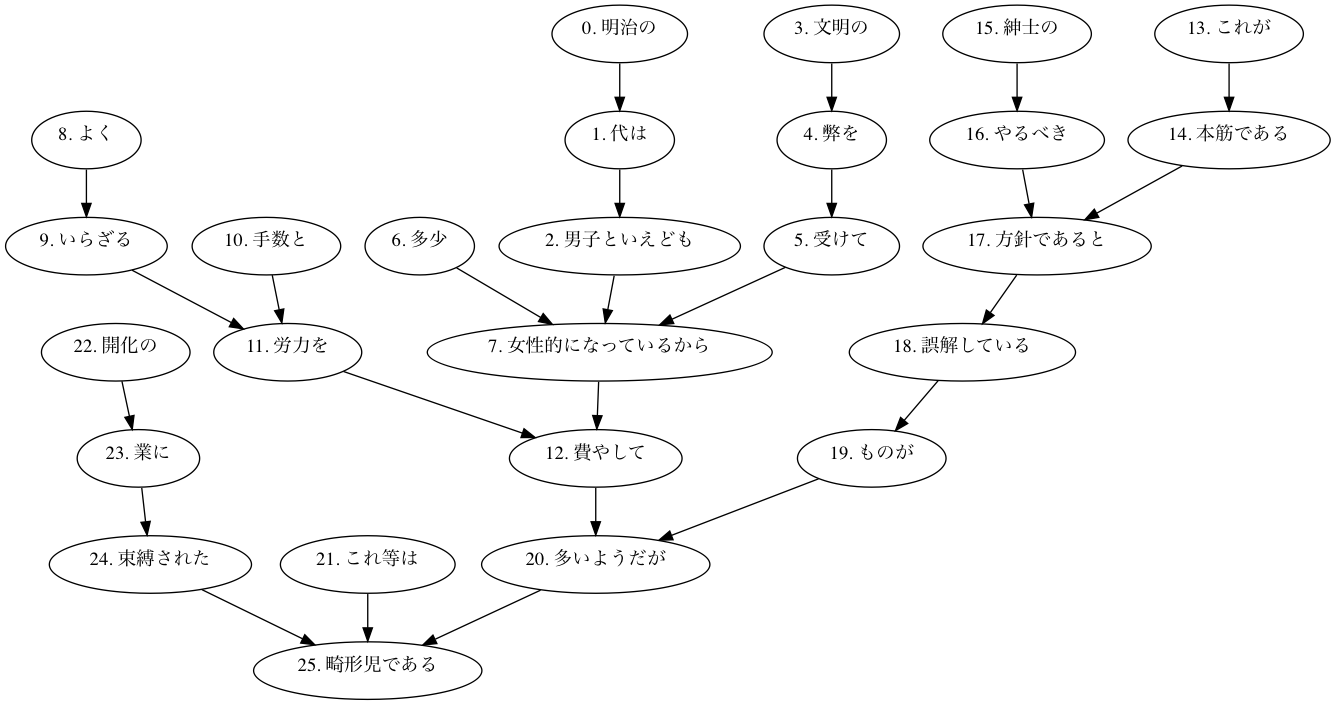 0. 明治の
3. 文明の
15. 紳士の
13. これが
8. よく
1. 代は
4. 弊を
16. やるべき
14. 本筋である
9. いらざる
10. 手数と
6. 多少
2. 男子といえども
5. 受けて
17. 方針であると
22. 開化の
11. 労力を
7. 女性的になっているから
18. 誤解している
23. 業に
12. 費やして
19. ものが
24. 束縛された
21. これ等は
20. 多いようだが
25. 畸形児である